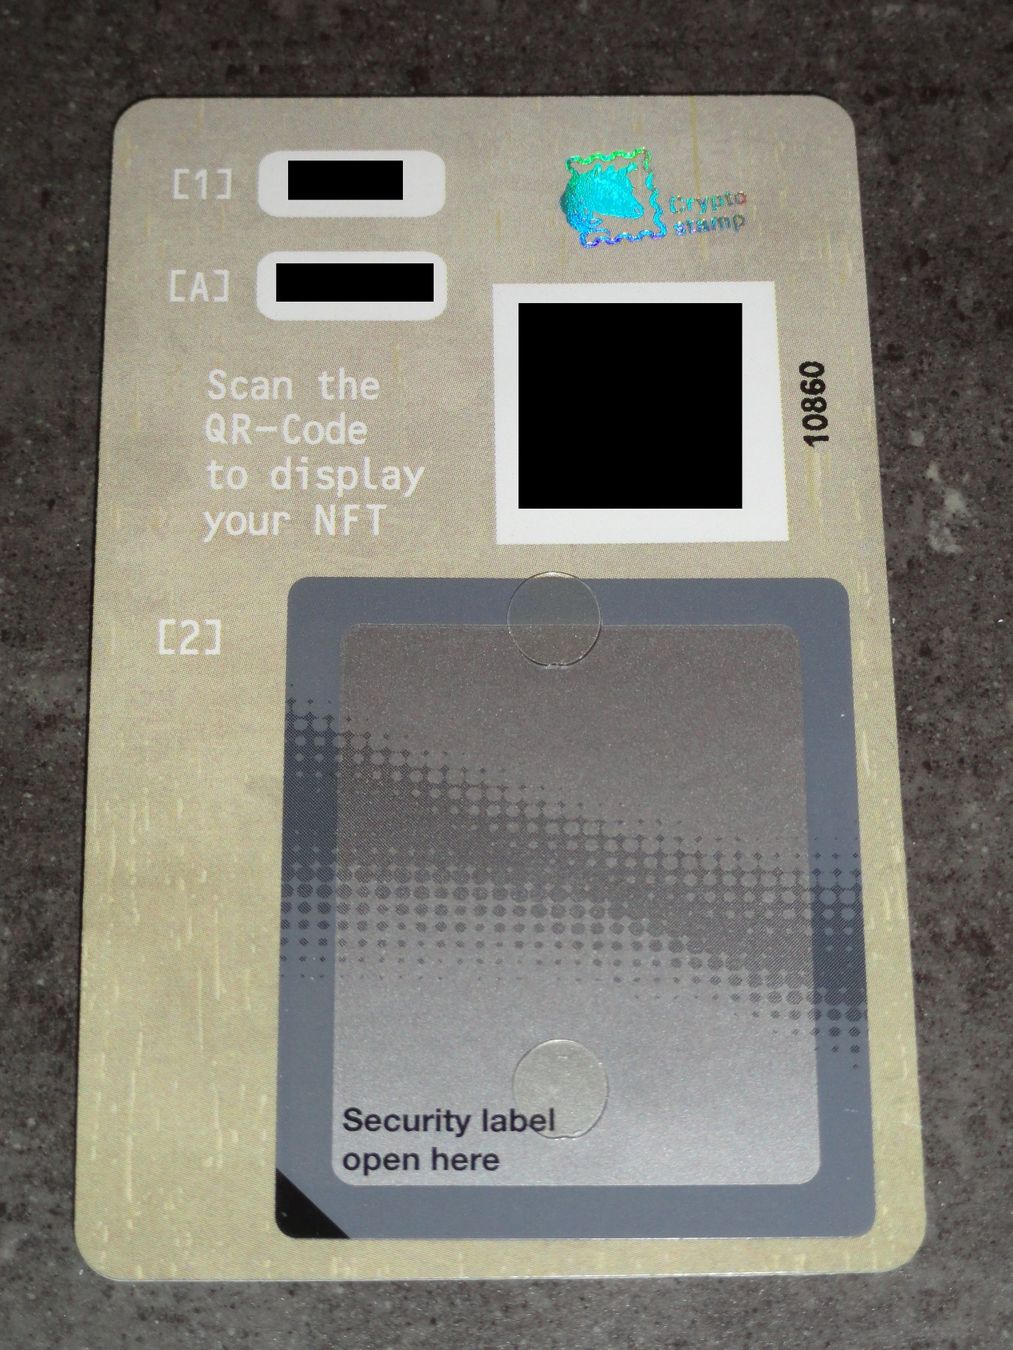 [1]
Crypto
stamp
[A]
Scan the
QR-Code
to display
your NFT
10860
[2]
Security label
open here